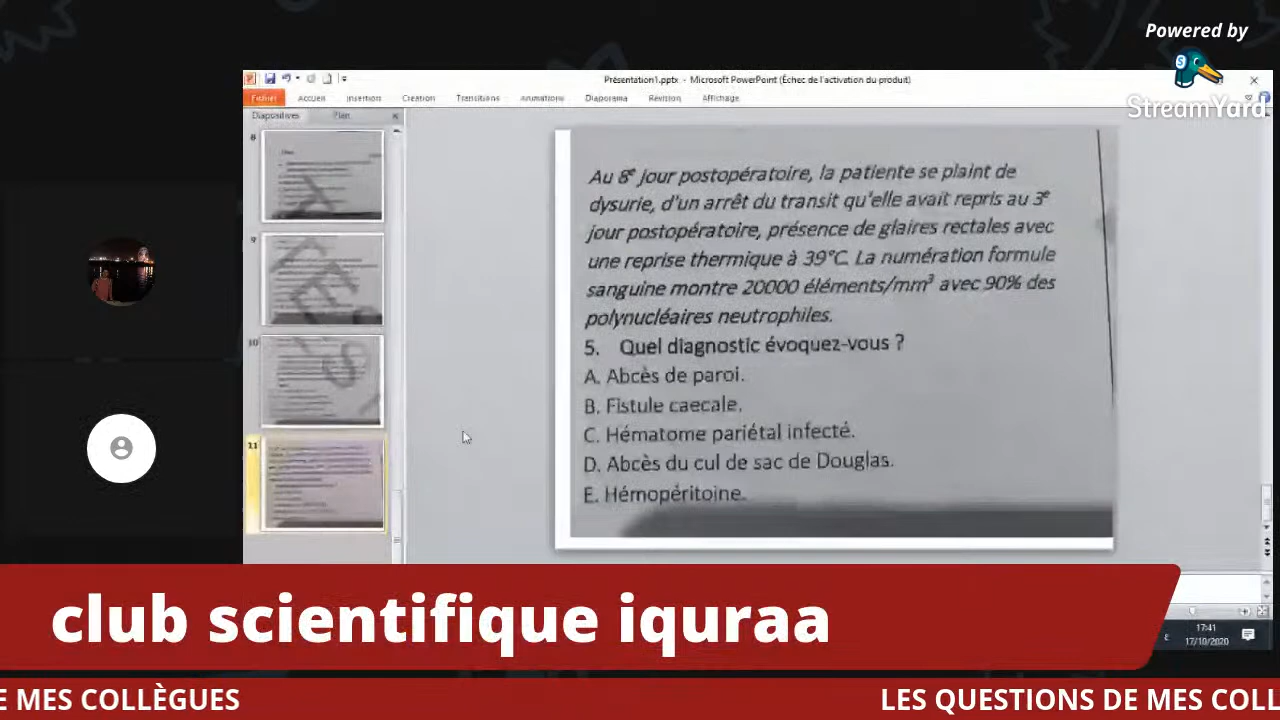 Powered by
StreamYard
Présentation1.pptx - Microsoft PowerPoint (Échec de l'activation du produit)
Fichier Accueil Insertion Création Transitions Animations Diaporama Révision Affichage
Diapositives Plan
8
9
10
11
Au 8e jour postopératoire, la patiente se plaint de
dysurie, d'un arrêt du transit qu'elle avait repris au 3e
jour postopératoire, présence de glaires rectales avec
une reprise thermique à 39°C. La numération formule
sanguine montre 20000 éléments/mm³ avec 90% des
polynucléaires neutrophiles.
5. Quel diagnostic évoquez-vous ?
A. Abcès de paroi.
B. Fistule caecale.
C. Hématome pariétal infecté.
D. Abcès du cul de sac de Douglas.
E. Hémopéritoine.
17:41
17/10/2020
club scientifique iquraa
E MES COLLÈGUES
LES QUESTIONS DE MES COLL